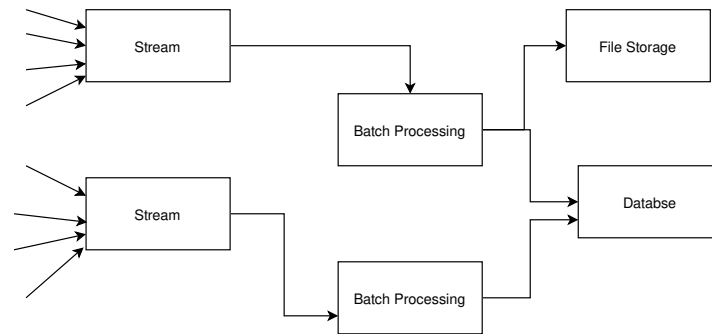 Stream
File Storage
Batch Processing
Stream
Databse
Batch Processing